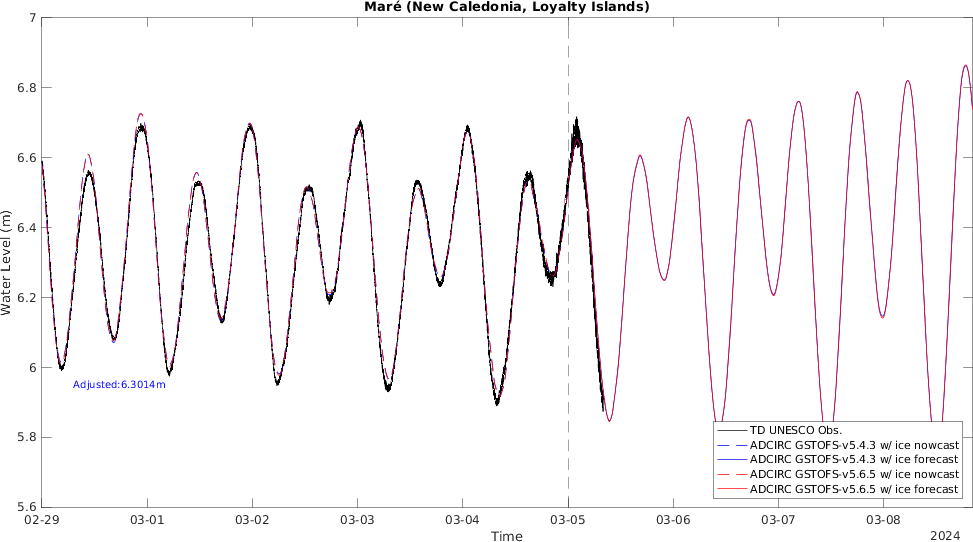 Maré (New Caledonia, Loyalty Islands)
7
6.8
6.6
6.4
6.2
6
5.8
5.6
Water Level (m)
Adjusted:6.3014m
TD UNESCO Obs.
ADCIRC GSTOFS-v5.4.3 w/ ice nowcast
ADCIRC GSTOFS-v5.4.3 w/ ice forecast
ADCIRC GSTOFS-v5.6.5 w/ ice nowcast
ADCIRC GSTOFS-v5.6.5 w/ ice forecast
02-29 03-01 03-02 03-03 03-04 03-05 03-06 03-07 03-08
Time
2024